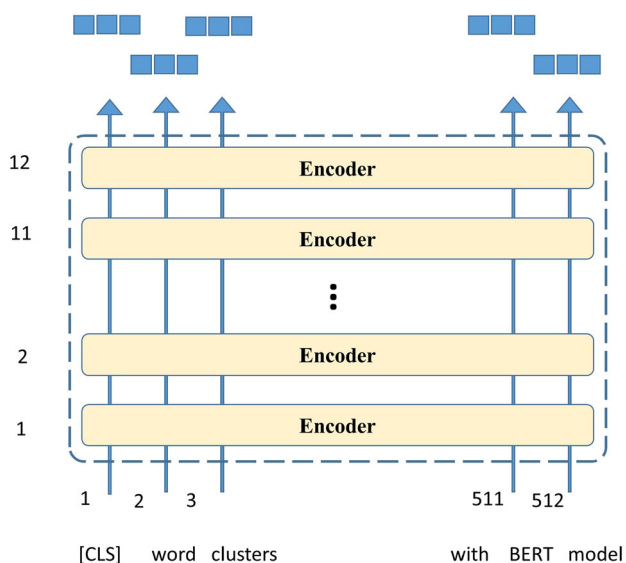 12 Encoder
11 Encoder
2 Encoder
1 Encoder
1 2 3 511 512
[CLS] word clusters with BERT model